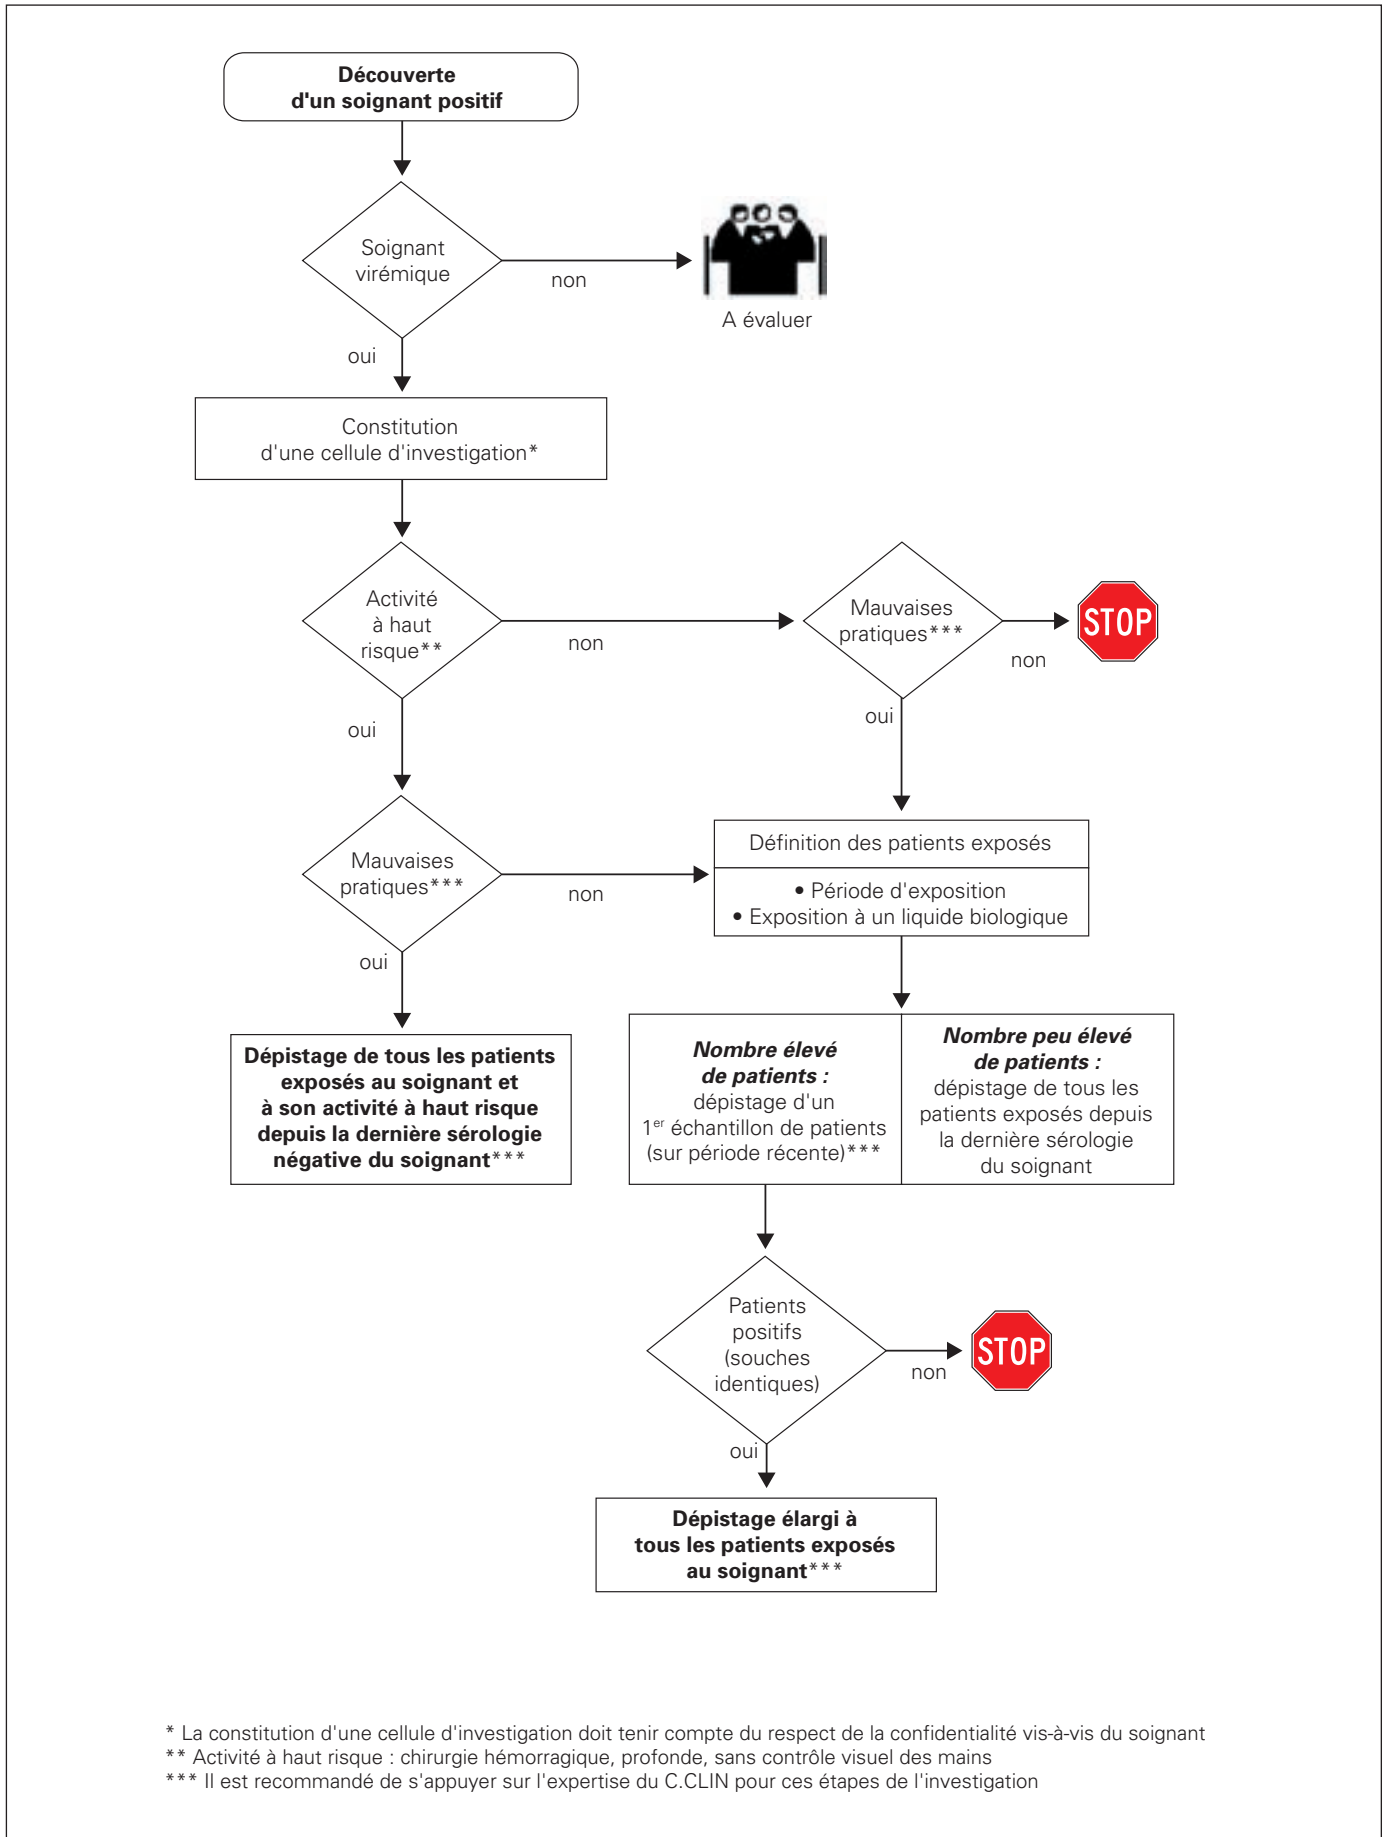 Découverte
d'un soignant positif
Soignant
virémique
non
A évaluer
oui
Constitution
d'une cellule d'investigation*
Activité
à haut
risque**
non
Mauvaises
pratiques***
non
STOP
oui
oui
Mauvaises
pratiques***
non
Définition des patients exposés
• Période d'exposition
• Exposition à un liquide biologique
oui
Dépistage de tous les patients
exposés au soignant et
à son activité à haut risque
depuis la dernière sérologie
négative du soignant***
Nombre élevé
de patients :
dépistage d'un
1er échantillon de patients
(sur période récente)***
Nombre peu élevé
de patients :
dépistage de tous les
patients exposés depuis
la dernière sérologie
du soignant
Patients
positifs
(souches
identiques)
non
STOP
oui
Dépistage élargi à
tous les patients exposés
au soignant***
* La constitution d'une cellule d'investigation doit tenir compte du respect de la confidentialité vis-à-vis du soignant
** Activité à haut risque : chirurgie hémorragique, profonde, sans contrôle visuel des mains
*** Il est recommandé de s'appuyer sur l'expertise du C.CLIN pour ces étapes de l'investigation